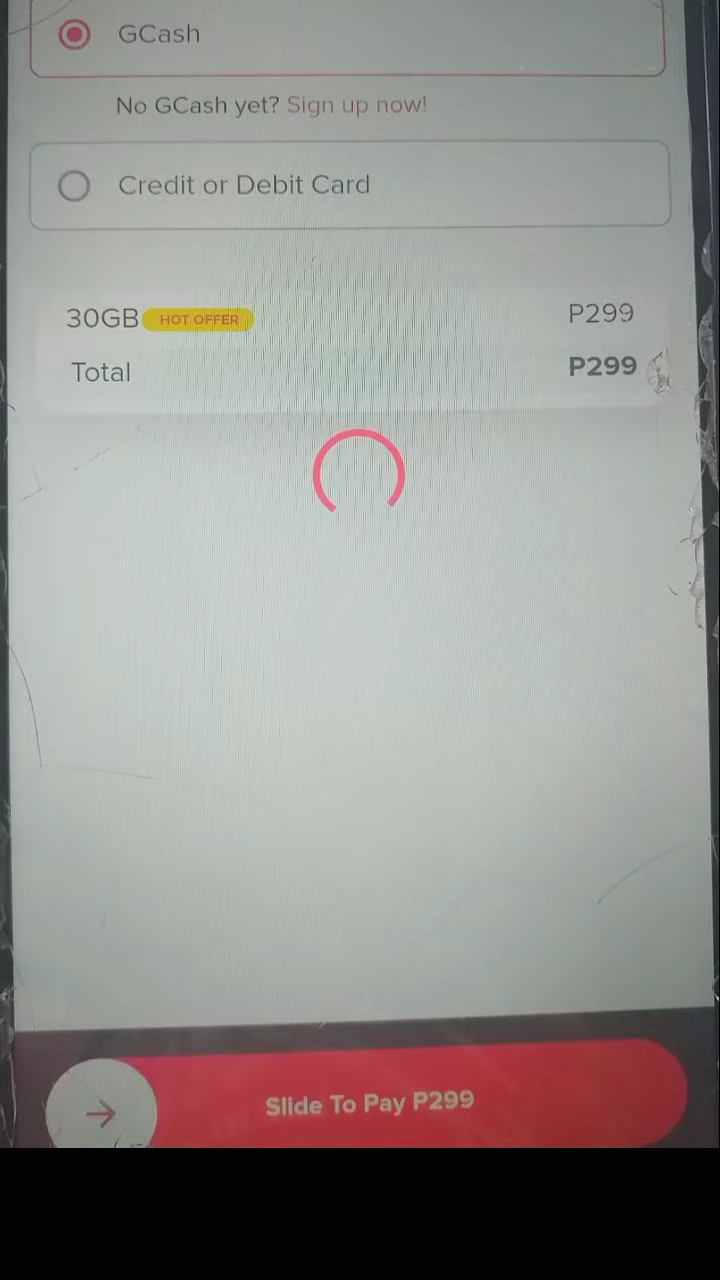 GCash
No GCash yet? Sign up now!
Credit or Debit Card
30GB HOT OFFER P299
Total P299
Slide To Pay P299